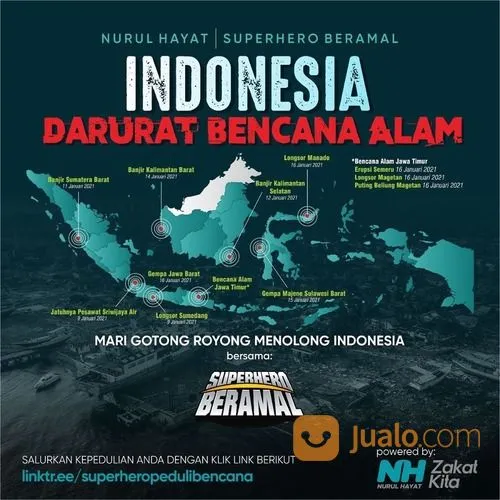 NURUL HAYAT | SUPERHERO BERAMAL
INDONESIA
DARURAT BENCANA ALAM
Longsor Manado
16 Januari 2021
*Bencana Alam Jawa Timur
Erupsi Semeru 16 Januari 2021
Longsor Magetan 16 Januari 2021
Puting Beliung Magetan 16 Januari 2021
Banjir Kalimantan Barat
14 Januari 2021
Banjir Sumatera Barat
11 Januari 2021
Banjir Kalimantan
Selatan
12 Januari 2021
Gempa Jawa Barat
16 Januari 2021
Bencana Alam
Jawa Timur*
Gempa Majene Sulawesi Barat
15 Januari 2021
Jatuhnya Pesawat Sriwijaya Air
9 Januari 2021
Longsor Sumedang
9 Januari 2021
MARI GOTONG ROYONG MENOLONG INDONESIA
bersama:
SUPERHERO
BERAMAL
Jualo.com
SALURKAN KEPEDULIAN ANDA DENGAN KLIK LINK BERIKUT
linktr.ee/superheropedulibencana
powered by:
NH Zakat
NURUL HAYAT Kita